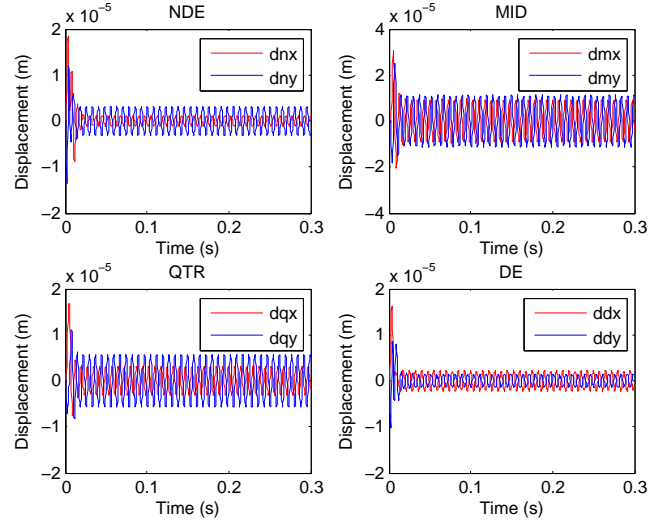 x 10⁻⁵
NDE
2
1
0
−1
−2
Displacement (m)
dnx
dny
0
0.1
0.2
0.3
Time (s)
x 10⁻⁵
MID
4
2
0
−2
−4
Displacement (m)
dmx
dmy
0
0.1
0.2
0.3
Time (s)
x 10⁻⁵
QTR
2
1
0
−1
−2
Displacement (m)
dqx
dqy
0
0.1
0.2
0.3
Time (s)
x 10⁻⁵
DE
2
1
0
−1
−2
Displacement (m)
ddx
ddy
0
0.1
0.2
0.3
Time (s)